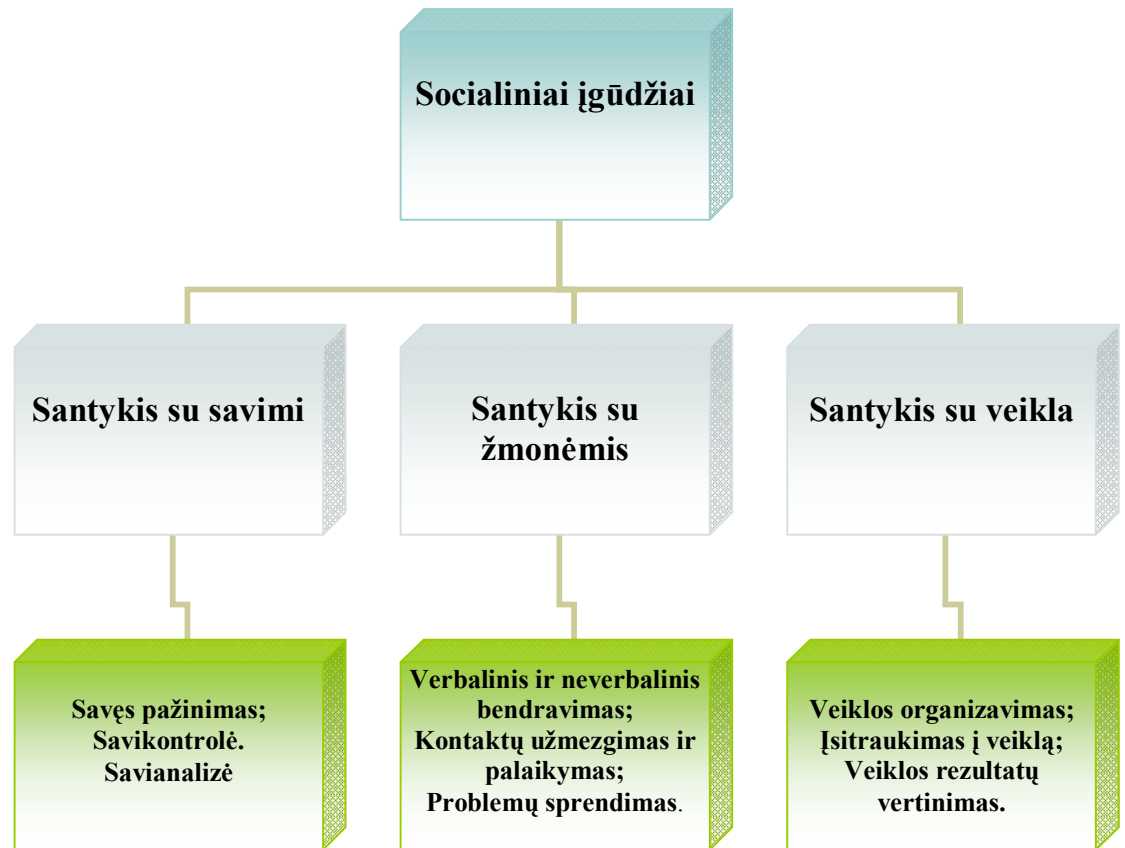 Socialiniai įgūdžiai
Santykis su savimi
Santykis su
žmonėmis
Santykis su veikla
Savęs pažinimas;
Savikontrolė.
Savianalizė
Verbalinis ir neverbalinis
bendravimas;
Kontaktų užmezgimas ir
palaikymas;
Problemų sprendimas.
Veiklos organizavimas;
Įsitraukimas į veiklą;
Veiklos rezultatų
vertinimas.